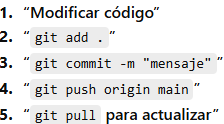 1. “Modificar código”
2. “git add .”
3. “git commit -m "mensaje"”
4. “git push origin main”
5. “git pull para actualizar”